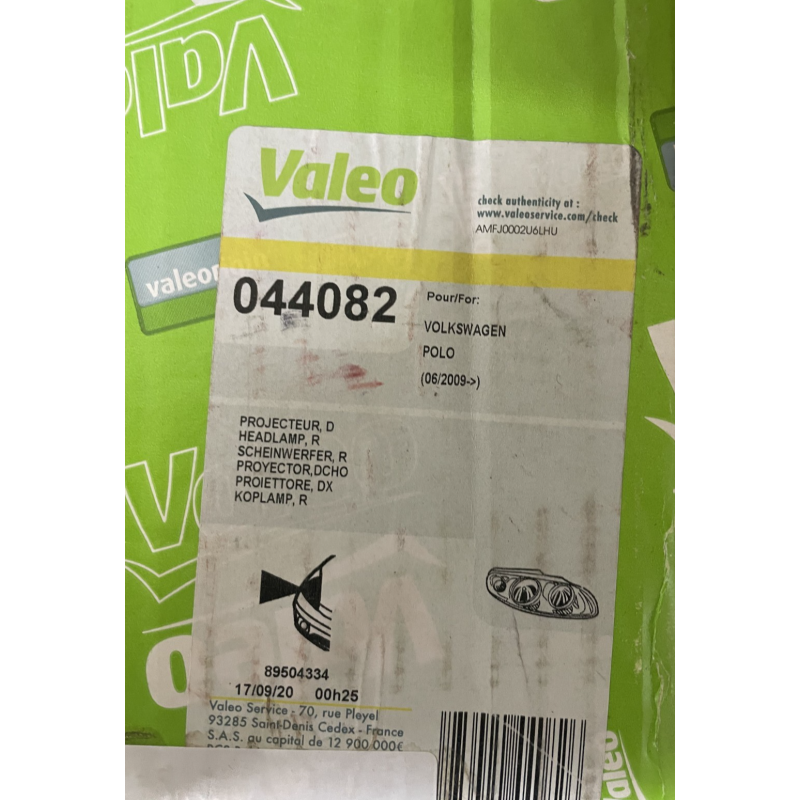 Valeo
Valeo
check authenticity at :
www.valeoservice.com/check
AMFJ0002U6LHU
044082
Pour/For:
VOLKSWAGEN
POLO
(06/2009->)
PROJECTEUR, D
HEADLAMP, R
SCHEINWERFER, R
PROYECTOR,DCHO
PROIETTORE, DX
KOPLAMP, R
89504334
17/09/20 00h25
Valeo Service - 70, rue Pleyel
93285 Saint-Denis Cedex - France
S.A.S. au capital de 12 900 000€